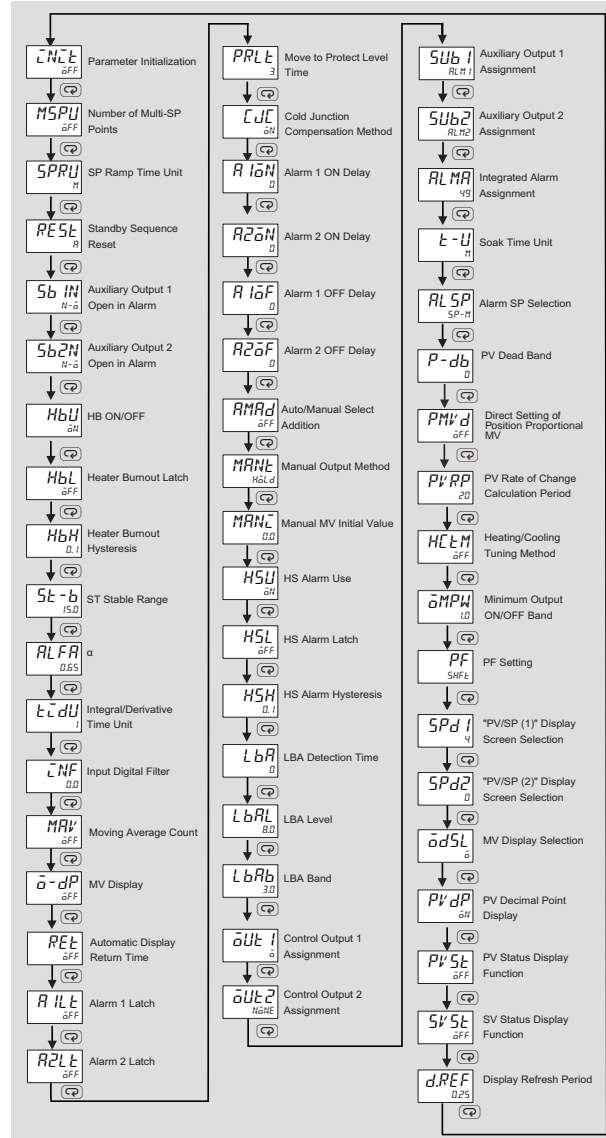 INIT
OFF
Parameter Initialization
MSPU
OFF
Number of Multi-SP
Points
SPRU
M
SP Ramp Time Unit
REST
A
Standby Sequence
Reset
Sb1N
N-o
Auxiliary Output 1
Open in Alarm
Sb2N
N-o
Auxiliary Output 2
Open in Alarm
HbU
ON
HB ON/OFF
HbL
OFF
Heater Burnout Latch
HbH
0.1
Heater Burnout
Hysteresis
St-b
15.0
ST Stable Range
ALFA
0.65
α
tidU
1
Integral/Derivative
Time Unit
INF
0.0
Input Digital Filter
MAV
OFF
Moving Average Count
o-dP
OFF
MV Display
REt
OFF
Automatic Display
Return Time
A1Lt
OFF
Alarm 1 Latch
A2Lt
OFF
Alarm 2 Latch
PRLt
3
Move to Protect Level
Time
CJC
ON
Cold Junction
Compensation Method
A1oN
0
Alarm 1 ON Delay
A2oN
0
Alarm 2 ON Delay
A1oF
0
Alarm 1 OFF Delay
A2oF
0
Alarm 2 OFF Delay
AMAd
OFF
Auto/Manual Select
Addition
MANt
HoLd
Manual Output Method
MANI
0.0
Manual MV Initial Value
HSU
ON
HS Alarm Use
HSL
OFF
HS Alarm Latch
HSH
0.1
HS Alarm Hysteresis
LbA
0
LBA Detection Time
LbAL
8.0
LBA Level
LbAb
3.0
LBA Band
oUt1
o
Control Output 1
Assignment
oUt2
NoNE
Control Output 2
Assignment
SUb1
ALM1
Auxiliary Output 1
Assignment
SUb2
ALM2
Auxiliary Output 2
Assignment
ALMA
49
Integrated Alarm
Assignment
t-U
M
Soak Time Unit
ALSP
SP-M
Alarm SP Selection
P-db
0
PV Dead Band
PMVd
OFF
Direct Setting of
Position Proportional
MV
PVRP
20
PV Rate of Change
Calculation Period
HCtM
OFF
Heating/Cooling
Tuning Method
oMPW
1.0
Minimum Output
ON/OFF Band
PF
SHFt
PF Setting
SPd1
4
"PV/SP (1)" Display
Screen Selection
SPd2
0
"PV/SP (2)" Display
Screen Selection
odSL
o
MV Display Selection
PVdP
ON
PV Decimal Point
Display
PVSt
OFF
PV Status Display
Function
SVSt
OFF
SV Status Display
Function
d.REF
0.25
Display Refresh Period